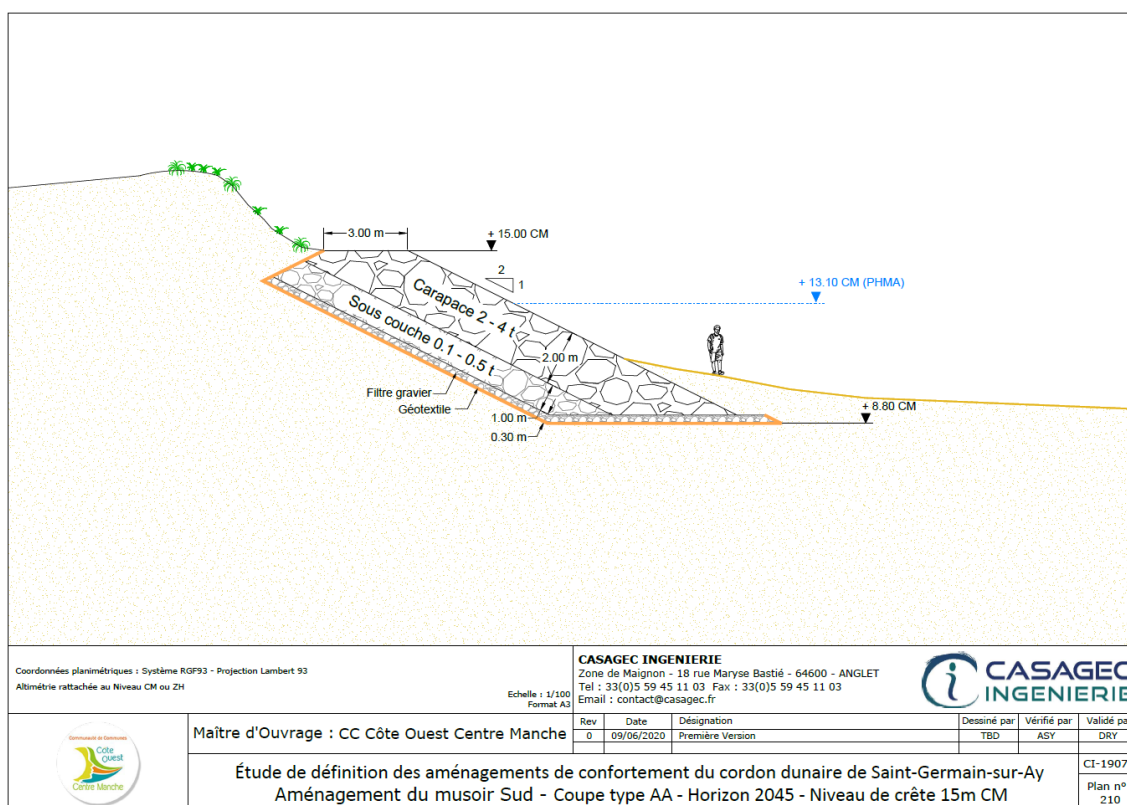 3.00 m
+ 15.00 CM
2
1
+ 13.10 CM (PHMA)
Carapace 2 - 4 t
Sous couche 0.1 - 0.5 t
2.00 m
Filtre gravier
Géotextile
1.00 m
0.30 m
+ 8.80 CM
Coordonnées planimétriques : Système RGF93 - Projection Lambert 93
Altimétrie rattachée au Niveau CM ou ZH
Echelle : 1/100
Format A3
CASAGEC INGENIERIE
Zone de Maignon - 18 rue Maryse Bastié - 64600 - ANGLET
Tel : 33(0)5 59 45 11 03 Fax : 33(0)5 59 45 11 03
Email : contact@casagec.fr
CASAGEC
INGENIERIE
Communauté de Communes
Côte
Ouest
Centre Manche
Maître d'Ouvrage : CC Côte Ouest Centre Manche
Rev Date Désignation Dessiné par Vérifié par Validé pa
0 09/06/2020 Première Version TBD ASY DRY
Étude de définition des aménagements de confortement du cordon dunaire de Saint-Germain-sur-Ay
Aménagement du musoir Sud - Coupe type AA - Horizon 2045 - Niveau de crête 15m CM
CI-1907
Plan n°
210